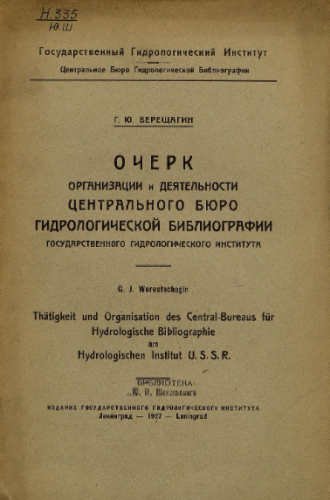 Н 335
Ю.Ш.
Государственный Гидрологический Институт
Центральное Бюро Гидрологической Библиографии
Г. Ю. ВЕРЕЩАГИН
ОЧЕРК
ОРГАНИЗАЦИИ и ДЕЯТЕЛЬНОСТИ
ЦЕНТРАЛЬНОГО БЮРО
ГИДРОЛОГИЧЕСКОЙ БИБЛИОГРАФИИ
ГОСУДАРСТВЕННОГО ГИДРОЛОГИЧЕСКОГО ИНСТИТУТА
G. J. Werestschagin
Thätigkeit und Organisation des Central-Bureaus für
Hydrologische Bibliographie
am
Hydrologischen Institut U. S. S. R.
БИБЛИОТЕКА
Ю. М. Шокальского
ИЗДАНИЕ ГОСУДАРСТВЕННОГО ГИДРОЛОГИЧЕСКОГО ИНСТИТУТА
Ленинград — 1927 — Leningrad